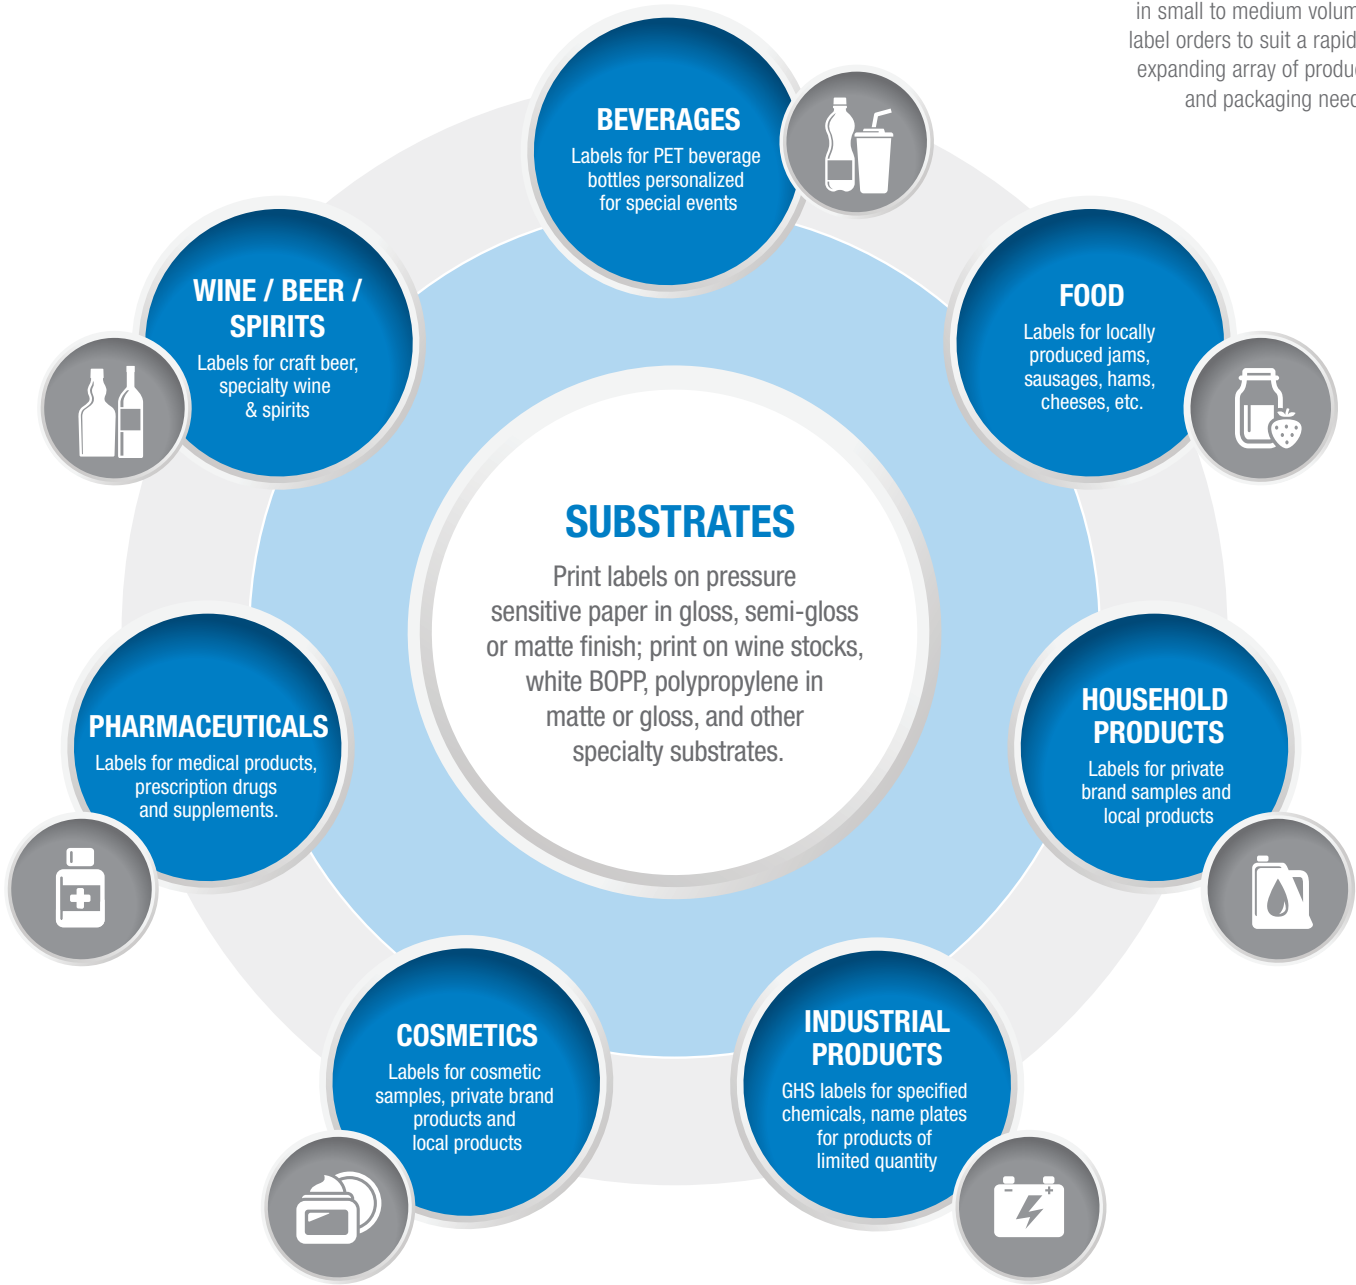 in small to medium volum
label orders to suit a rapid
expanding array of produ
and packaging need
BEVERAGES
Labels for PET beverage
bottles personalized
for special events
WINE / BEER /
SPIRITS
Labels for craft beer,
specialty wine
& spirits
FOOD
Labels for locally
produced jams,
sausages, hams,
cheeses, etc.
SUBSTRATES
Print labels on pressure
sensitive paper in gloss, semi-gloss
or matte finish; print on wine stocks,
white BOPP, polypropylene in
matte or gloss, and other
specialty substrates.
PHARMACEUTICALS
Labels for medical products,
prescription drugs
and supplements.
HOUSEHOLD
PRODUCTS
Labels for private
brand samples and
local products
COSMETICS
Labels for cosmetic
samples, private brand
products and
local products
INDUSTRIAL
PRODUCTS
GHS labels for specified
chemicals, name plates
for products of
limited quantity